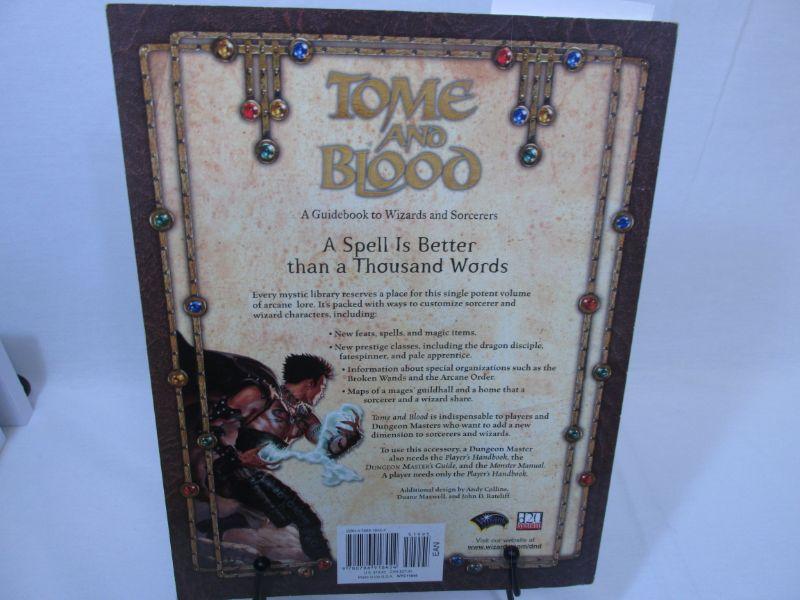 TOME
AND
BLOOD
A Guidebook to Wizards and Sorcerers
A Spell Is Better
than a Thousand Words
Every mystic library reserves a place for this single potent volume
of arcane lore. It's packed with ways to customize sorcerer and
wizard characters, including:
• New feats, spells, and magic items.
• New prestige classes, including the dragon disciple,
fatespinner, and pale apprentice.
• Information about special organizations such as the
Broken Wands and the Arcane Order.
• Maps of a mages' guildhall and a home that a
sorcerer and a wizard share.
Tome and Blood is indispensable to players and
Dungeon Masters who want to add a new
dimension to sorcerers and wizards.
To use this accessory, a Dungeon Master
also needs the Player's Handbook, the
DUNGEON MASTER'S Guide, and the Monster Manual.
A player needs only the Player's Handbook.
Additional design by Andy Collins,
Duane Maxwell, and John D. Rateliff
d20
SYSTEM
Visit our website at
www.wizards.com/dnd
EAN